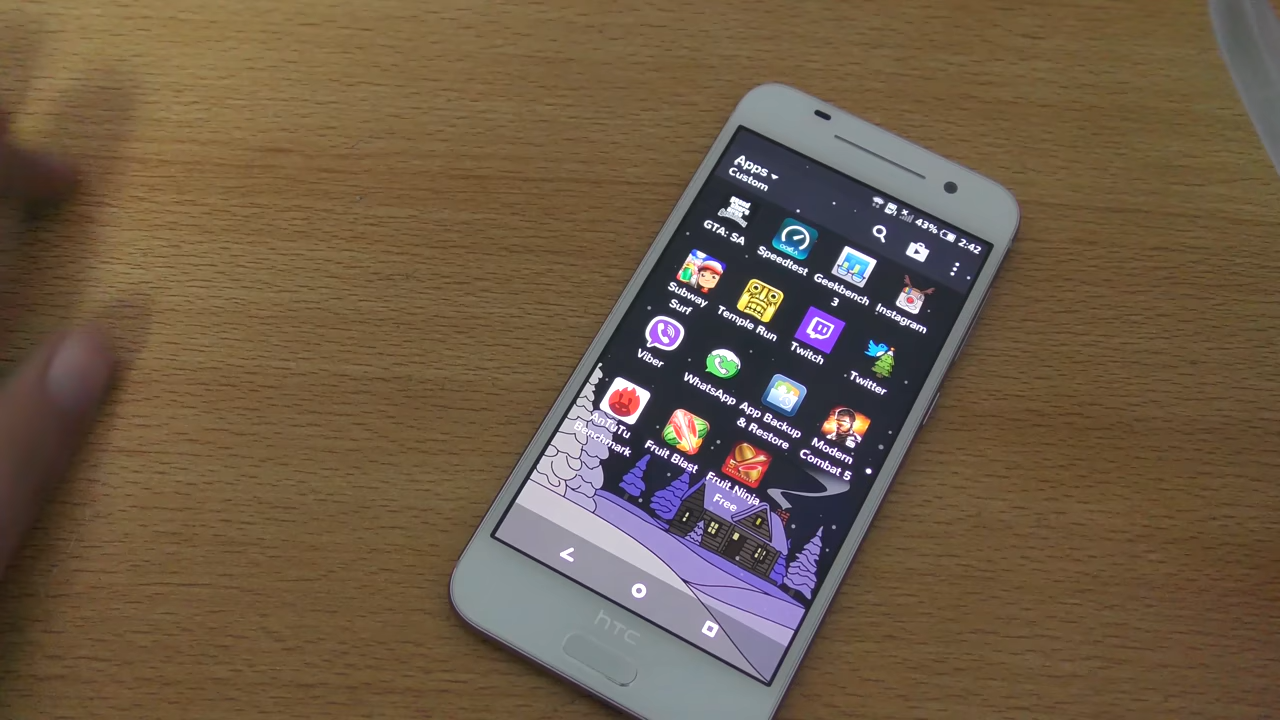 43% 2:42
Apps
Custom
GTA: SA
Speedtest
Geekbench
3
Instagram
Subway
Surf
Temple Run
Twitch
Twitter
Viber
WhatsApp
App Backup
& Restore
Modern
Combat 5
AnTuTu
Benchmark
Fruit Blast
Fruit Ninja
Free
hTC